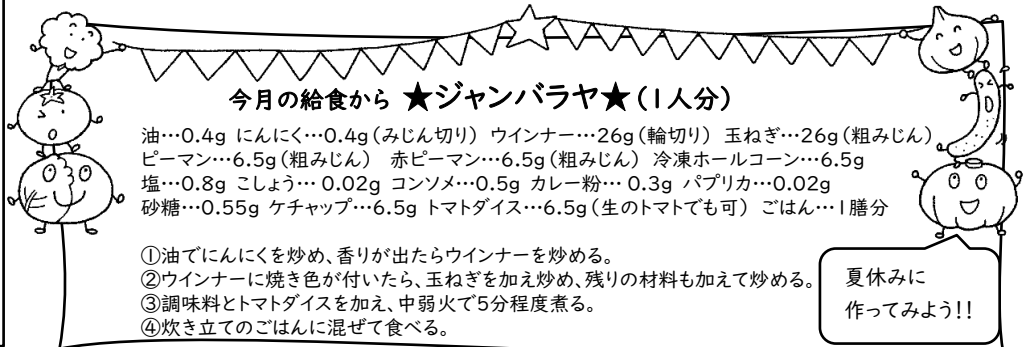 今月の給食から ★ジャンバラヤ★(1人分)
油…0.4g にんにく…0.4g(みじん切り) ウインナー…26g(輪切り) 玉ねぎ…26g(粗みじん)
ピーマン…6.5g(粗みじん) 赤ピーマン…6.5g(粗みじん) 冷凍ホールコーン…6.5g
塩…0.8g こしょう… 0.02g コンソメ…0.5g カレー粉… 0.3g パプリカ…0.02g
砂糖…0.55g ケチャップ…6.5g トマトダイス…6.5g(生のトマトでも可) ごはん…1膳分
①油でにんにくを炒め、香りが出たらウインナーを炒める。
②ウインナーに焼き色が付いたら、玉ねぎを加え炒め、残りの材料も加えて炒める。
③調味料とトマトダイスを加え、中弱火で5分程度煮る。
④炊き立てのごはんに混ぜて食べる。
夏休みに
作ってみよう!!